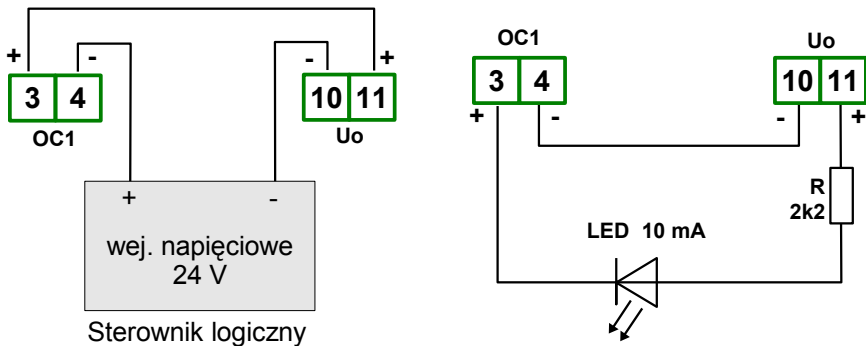 + - - +
3 4 10 11
OC1 Uo
+ -
wej. napięciowe
24 V
Sterownik logiczny
OC1 Uo
3 4 10 11
+ - - +
R
2k2
LED 10 mA